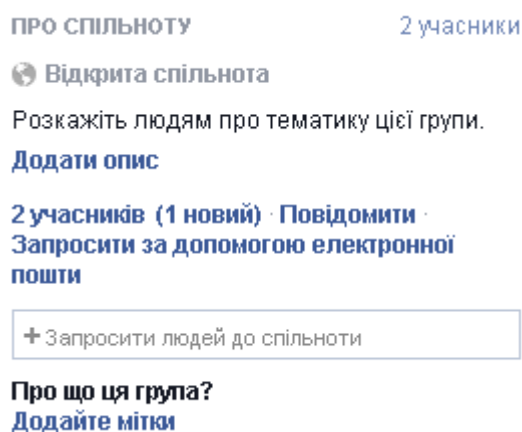 ПРО СПІЛЬНОТУ 2 учасники
Відкрита спільнота
Розкажіть людям про тематику цієї групи.
Додати опис
2 учасників (1 новий) · Повідомити ·
Запросити за допомогою електронної
пошти
+ Запросити людей до спільноти
Про що ця група?
Додайте мітки